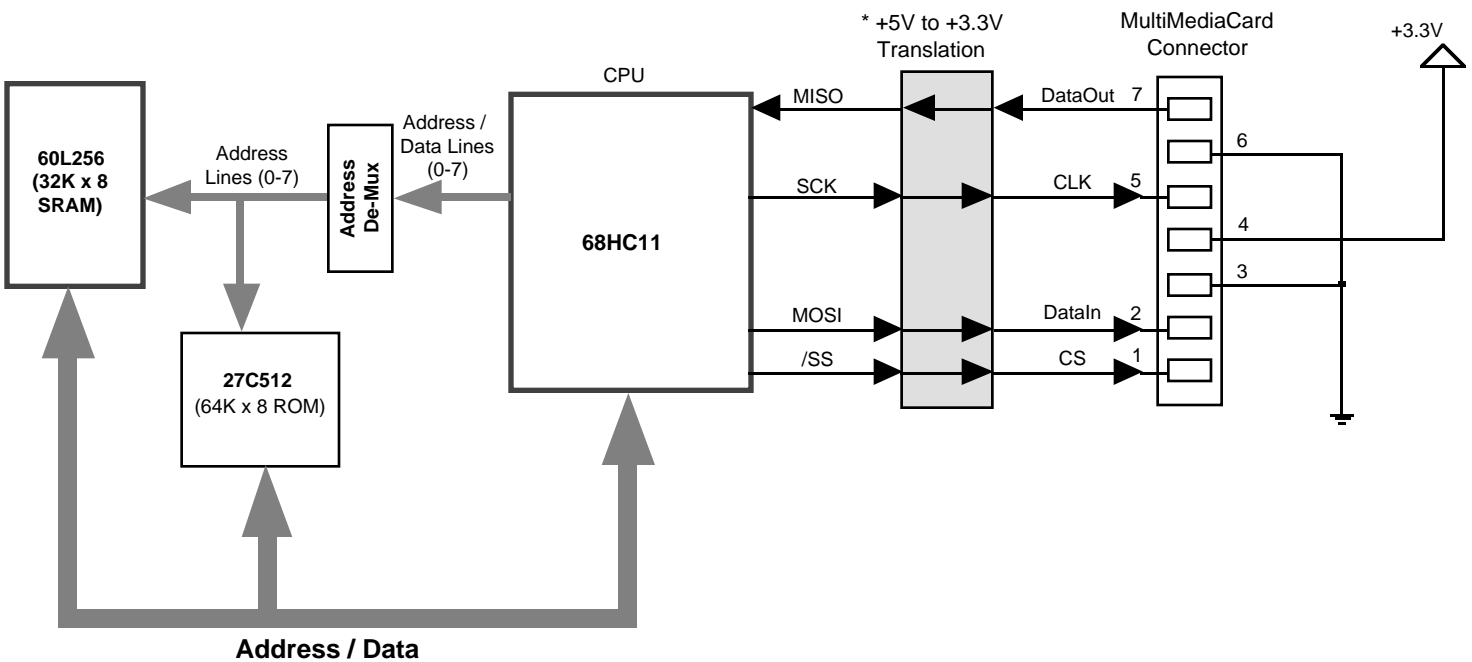 * +5V to +3.3V
Translation
MultiMediaCard
Connector
+3.3V
CPU
60L256
(32K x 8
SRAM)
Address
Lines (0-7)
Address
De-Mux
Address /
Data Lines
(0-7)
68HC11
27C512
(64K x 8 ROM)
MISO
DataOut 7
6
SCK
CLK 5
4
3
MOSI
DataIn 2
/SS
CS 1
Address / Data